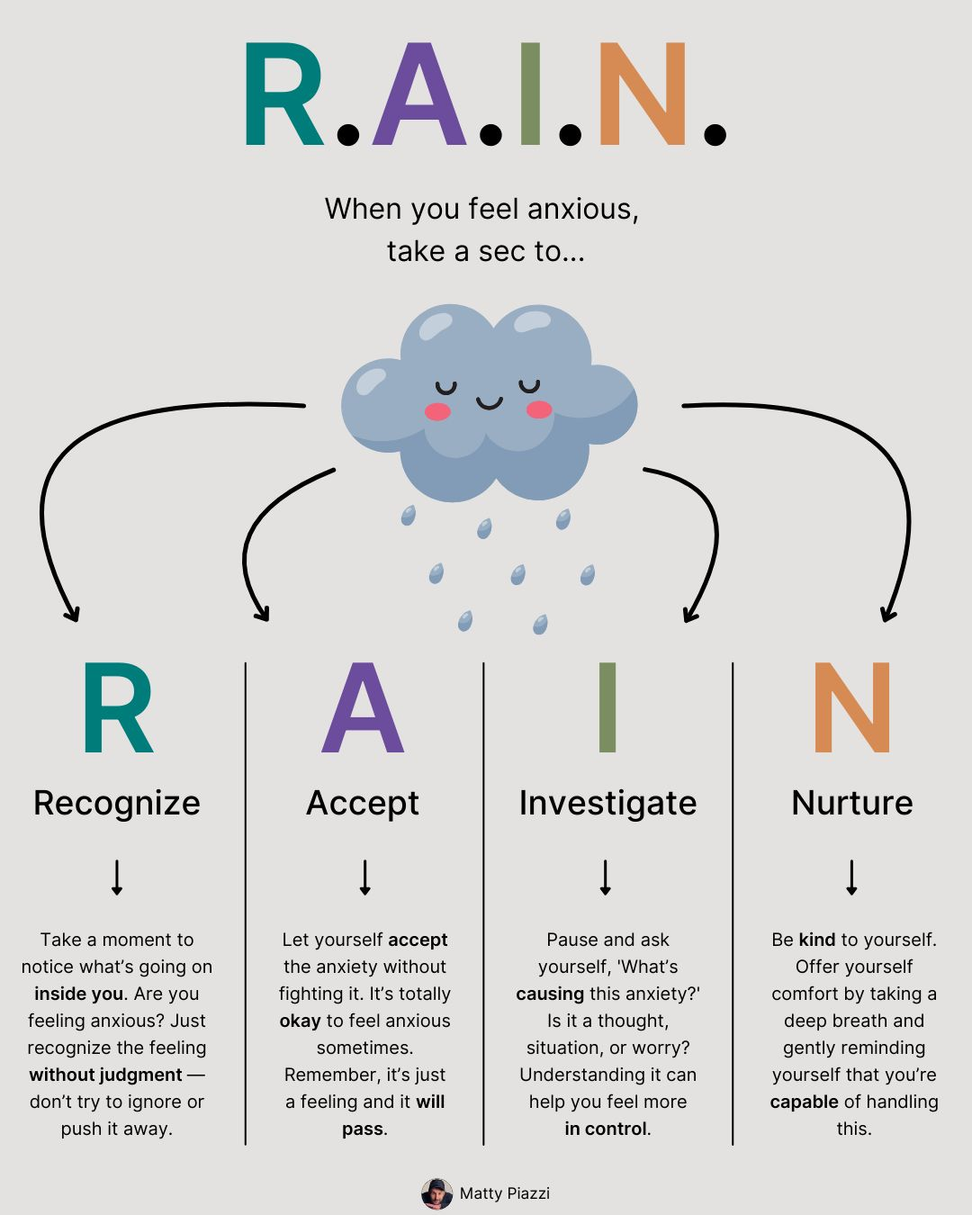 R.A.I.N.
When you feel anxious,
take a sec to...
R
Recognize
Take a moment to
notice what’s going on
inside you. Are you
feeling anxious? Just
recognize the feeling
without judgment —
don’t try to ignore or
push it away.
A
Accept
Let yourself accept
the anxiety without
fighting it. It’s totally
okay to feel anxious
sometimes.
Remember, it’s just
a feeling and it will
pass.
I
Investigate
Pause and ask
yourself, 'What’s
causing this anxiety?'
Is it a thought,
situation, or worry?
Understanding it can
help you feel more
in control.
N
Nurture
Be kind to yourself.
Offer yourself
comfort by taking a
deep breath and
gently reminding
yourself that you’re
capable of handling
this.
Matty Piazzi